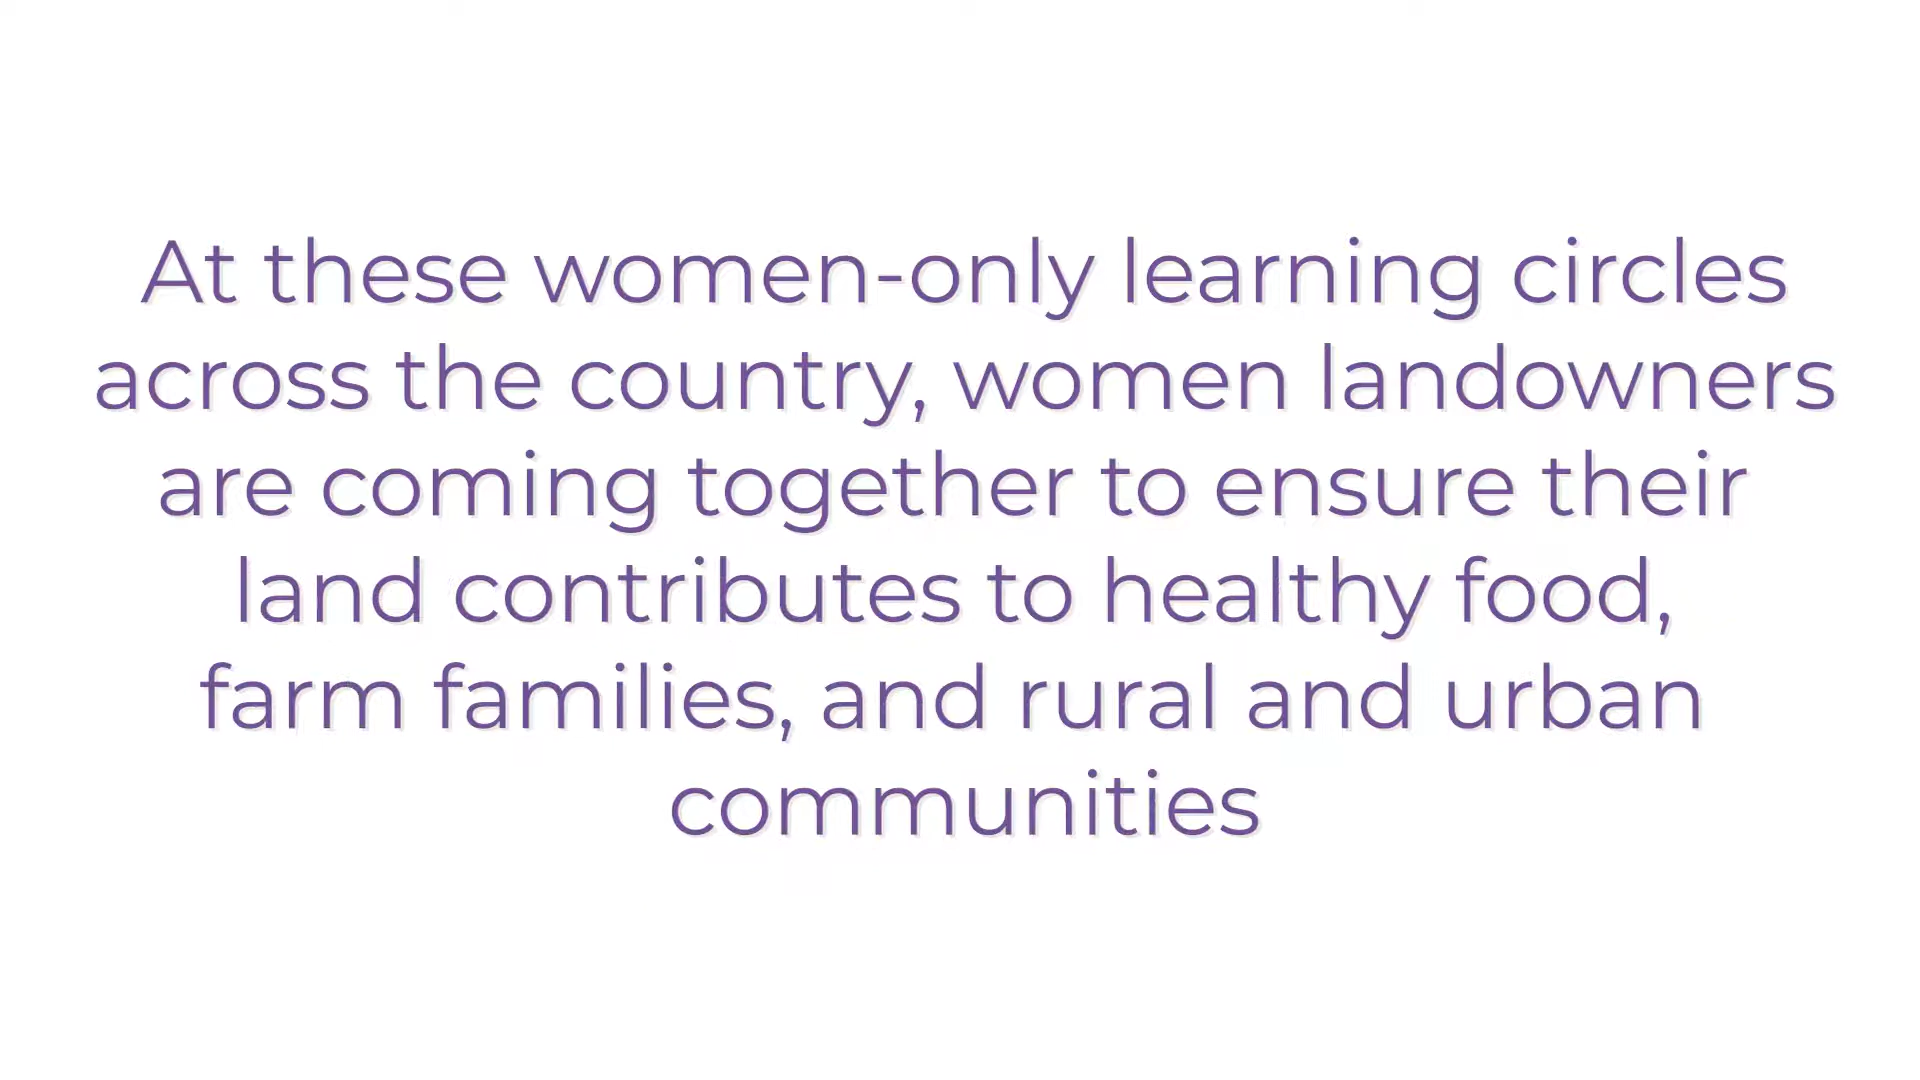 At these women-only learning circles
across the country, women landowners
are coming together to ensure their
land contributes to healthy food,
farm families, and rural and urban
communities